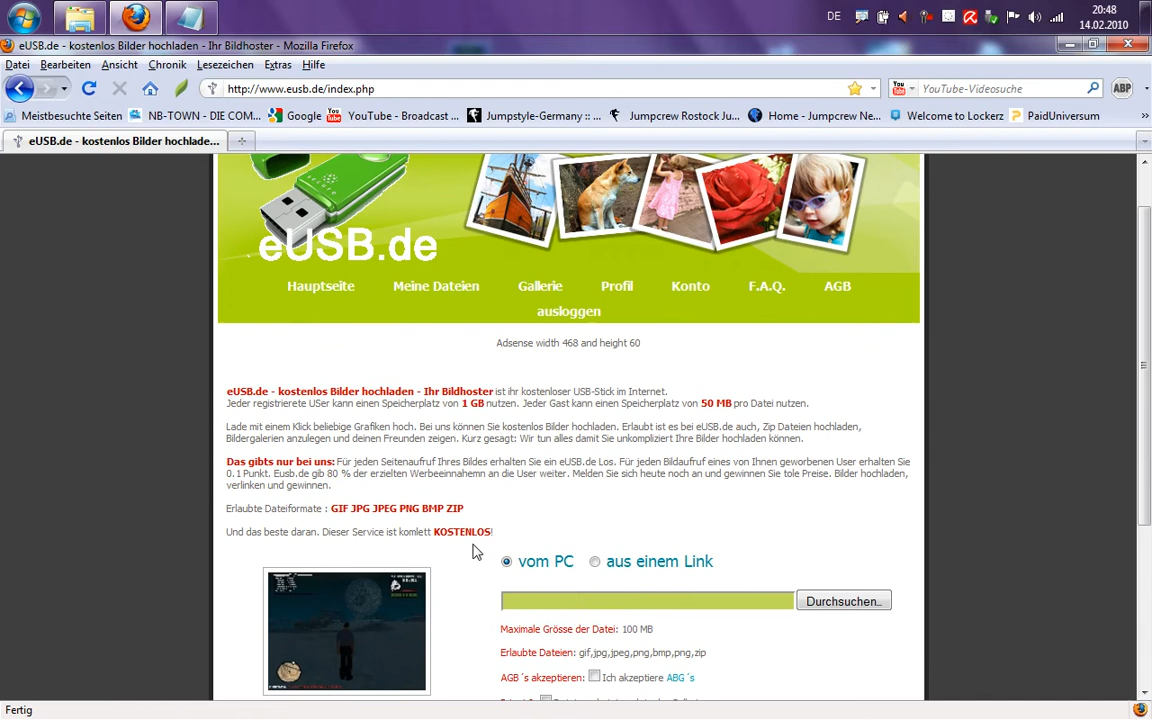 DE
20:48
14.02.2010
eUSB.de - kostenlos Bilder hochladen - Ihr Bildhoster - Mozilla Firefox
Datei Bearbeiten Ansicht Chronik Lesezeichen Extras Hilfe
http://www.eusb.de/index.php
YouTube-Videosuche
ABP
Meistbesuchte Seiten NB-TOWN - DIE COM... Google YouTube - Broadcast ... Jumpstyle-Germany :: ... Jumpcrew Rostock Ju... Home - Jumpcrew Ne... Welcome to Lockerz PaidUniversum
eUSB.de - kostenlos Bilder hochlade...
eUSB.de
Hauptseite Meine Dateien Gallerie Profil Konto F.A.Q. AGB
ausloggen
Adsense width 468 and height 60
eUSB.de - kostenlos Bilder hochladen - Ihr Bildhoster ist ihr kostenloser USB-Stick im Internet.
Jeder registrierete USer kann einen Speicherplatz von 1 GB nutzen. Jeder Gast kann einen Speicherplatz von 50 MB pro Datei nutzen.
Lade mit einem Klick beliebige Grafiken hoch. Bei uns können Sie kostenlos Bilder hochladen. Erlaubt ist es bei eUSB.de auch, Zip Dateien hochladen,
Bildergalerien anzulegen und deinen Freunden zeigen. Kurz gesagt: Wir tun alles damit Sie unkompliziert Ihre Bilder hochladen können.
Das gibts nur bei uns: Für jeden Seitenaufruf Ihres Bildes erhalten Sie ein eUSB.de Los. Für jeden Bildaufruf eines von Ihnen geworbenen User erhalten Sie
0.1 Punkt. Eusb.de gib 80 % der erzielten Werbeeinnahem an die User weiter. Melden Sie sich heute noch an und gewinnen Sie tole Preise. Bilder hochladen,
verlinken und gewinnen.
Erlaubte Dateiformate : GIF JPG JPEG PNG BMP ZIP
Und das beste daran. Dieser Service ist komlett KOSTENLOS!
vom PC aus einem Link
Durchsuchen...
Maximale Grösse der Datei: 100 MB
Erlaubte Dateien: gif,jpg,jpeg,png,bmp,png,zip
AGB´s akzeptieren: Ich akzeptiere ABG´s
Fertig